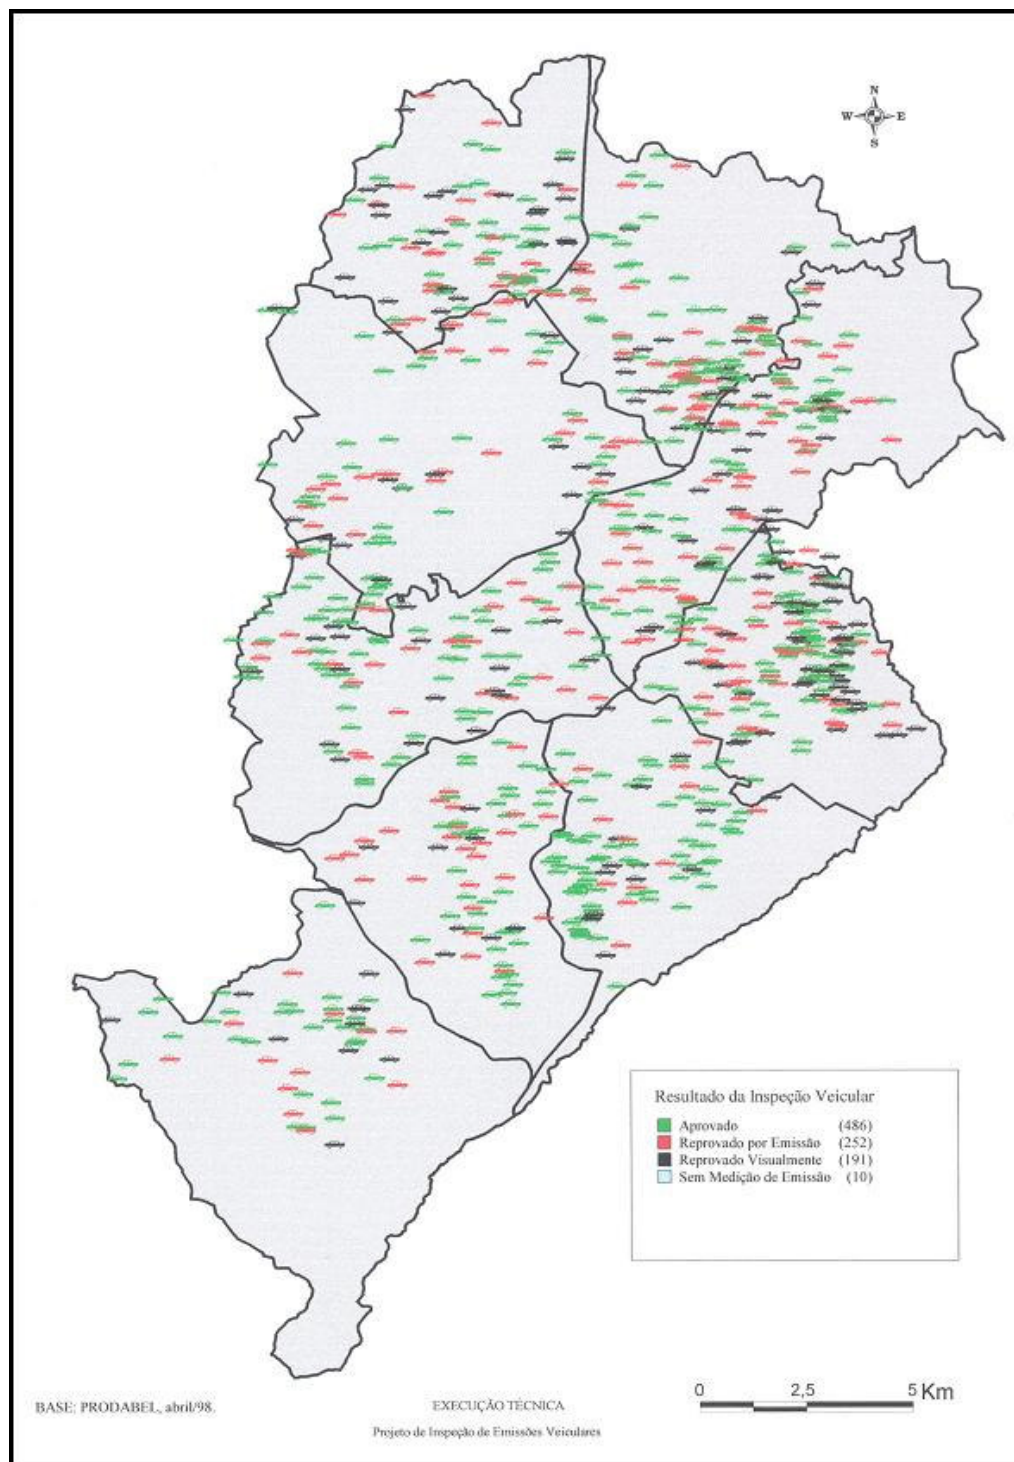 N
W E
S
Resultado da Inspeção Veicular
Aprovado (486)
Reprovado por Emissão (252)
Reprovado Visualmente (191)
Sem Medição de Emissão (10)
0 2,5 5 Km
BASE: PRODABEL, abril/98.
EXECUÇÃO TÉCNICA
Projeto de Inspeção de Emissões Veiculares